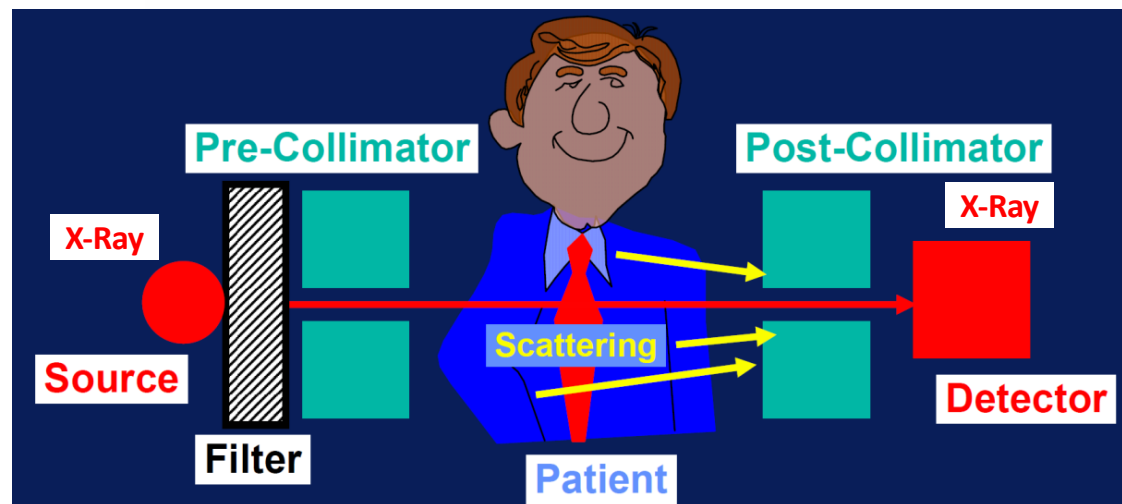 Pre-Collimator
Post-Collimator
X-Ray
X-Ray
Scattering
Source
Detector
Filter
Patient